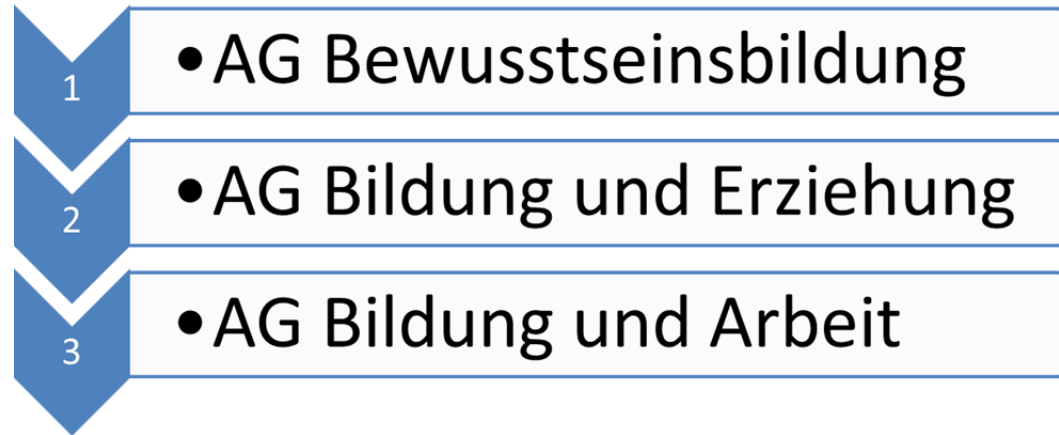 1
•AG Bewusstseinsbildung
2
•AG Bildung und Erziehung
3
•AG Bildung und Arbeit